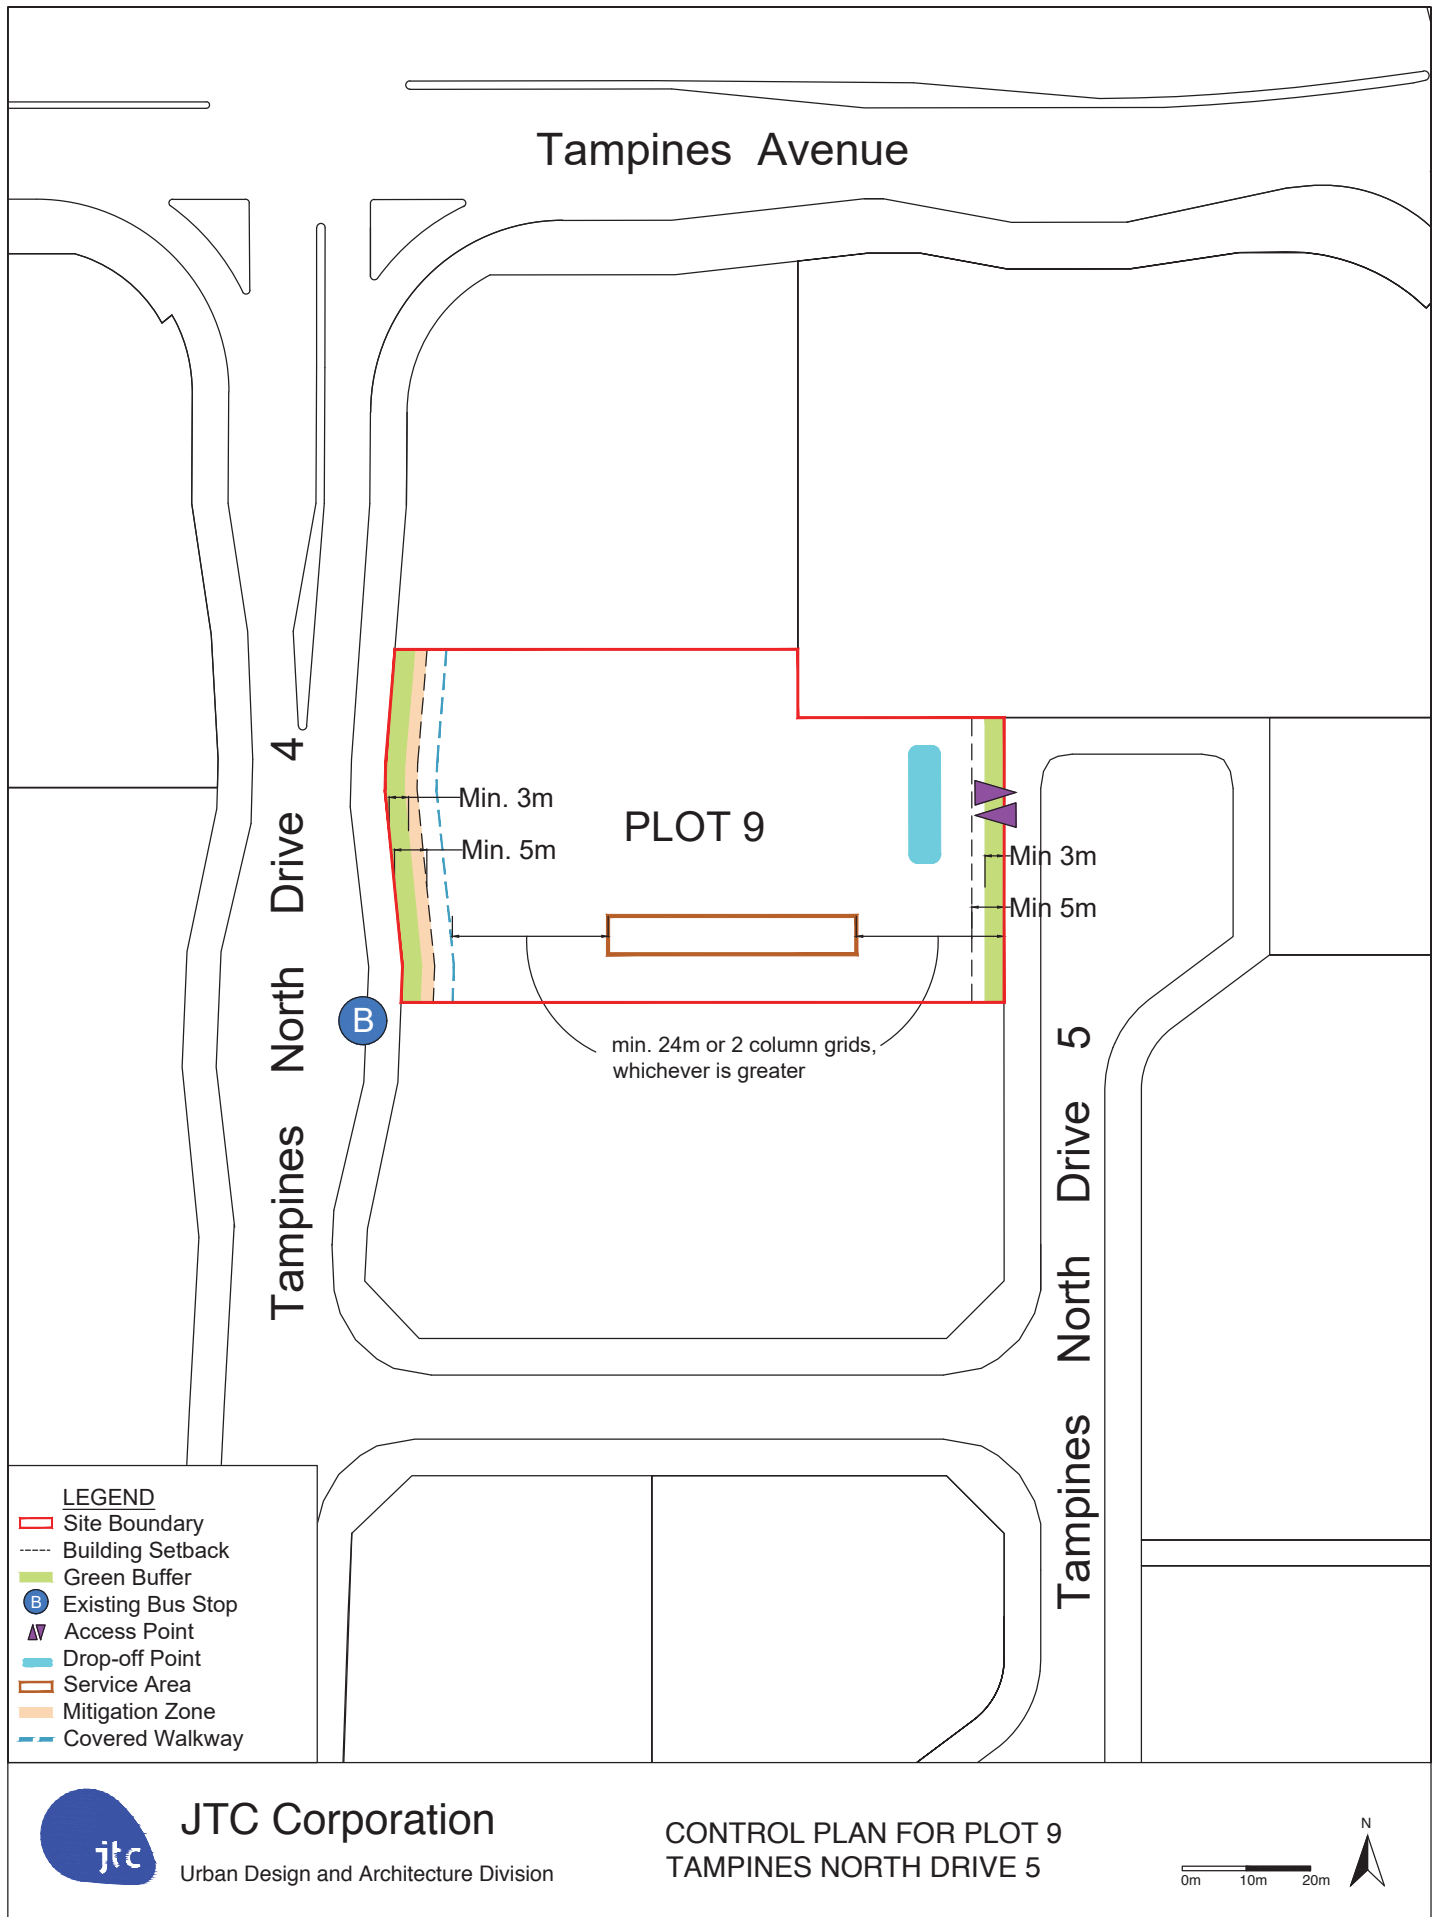 Tampines Avenue
Tampines North Drive 4
Min. 3m
Min. 5m
PLOT 9
Min 3m
Min 5m
B
min. 24m or 2 column grids,
whichever is greater
Tampines North Drive 5
LEGEND
Site Boundary
Building Setback
Green Buffer
B Existing Bus Stop
Access Point
Drop-off Point
Service Area
Mitigation Zone
Covered Walkway
jtc
JTC Corporation
Urban Design and Architecture Division
CONTROL PLAN FOR PLOT 9
TAMPINES NORTH DRIVE 5
0m 10m 20m
N